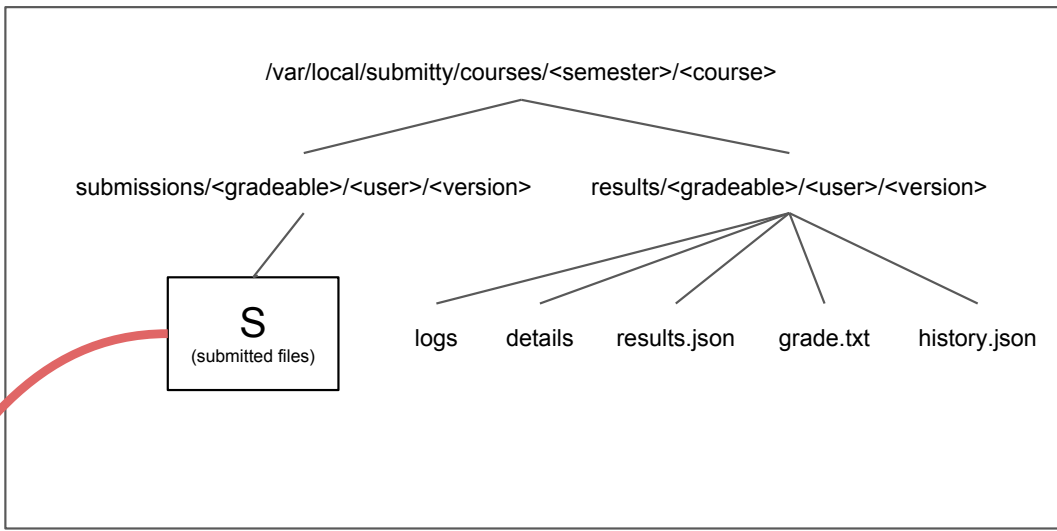 /var/local/submitty/courses/<semester>/<course>
submissions/<gradeable>/<user>/<version>
results/<gradeable>/<user>/<version>
S
(submitted files)
logs
details
results.json
grade.txt
history.json